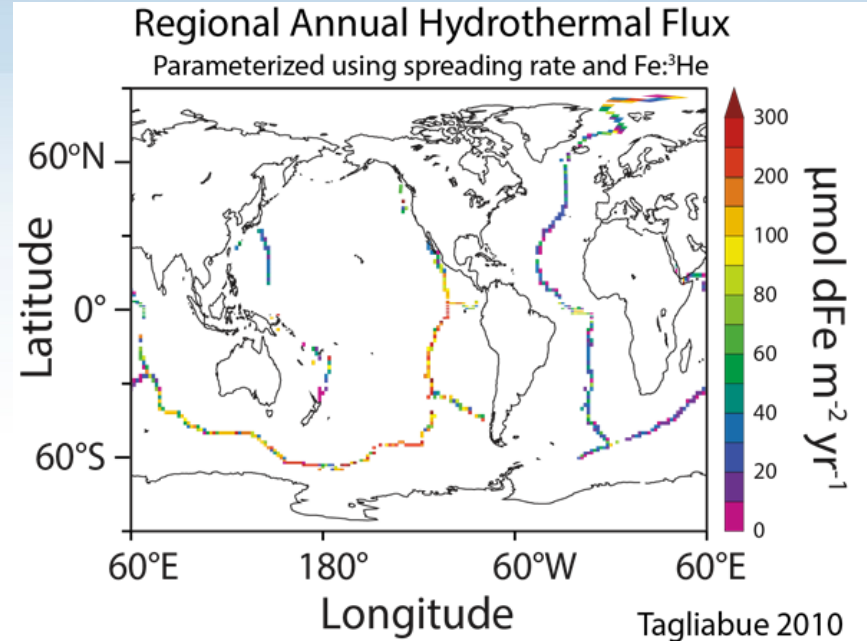 Regional Annual Hydrothermal Flux
Parameterized using spreading rate and Fe:³He
60°N
0°
60°S
Latitude
60°E
180°
60°W
60°E
Longitude
300
200
100
80
60
40
20
0
µmol dFe m⁻² yr⁻¹
Tagliabue 2010